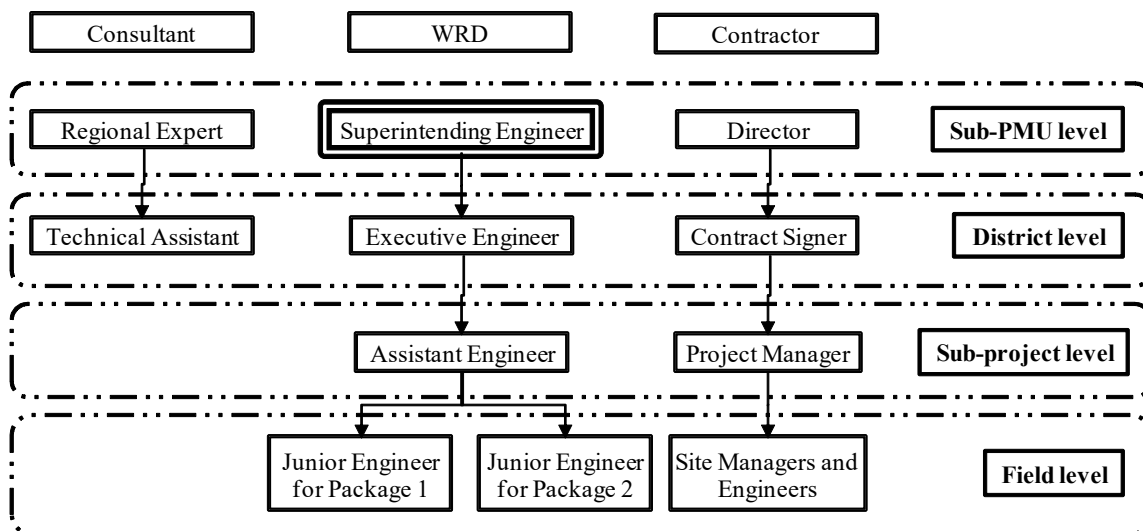 Consultant
WRD
Contractor
Regional Expert
Superintending Engineer
Director
Sub-PMU level
Technical Assistant
Executive Engineer
Contract Signer
District level
Assistant Engineer
Project Manager
Sub-project level
Junior Engineer
for Package 1
Junior Engineer
for Package 2
Site Managers and
Engineers
Field level